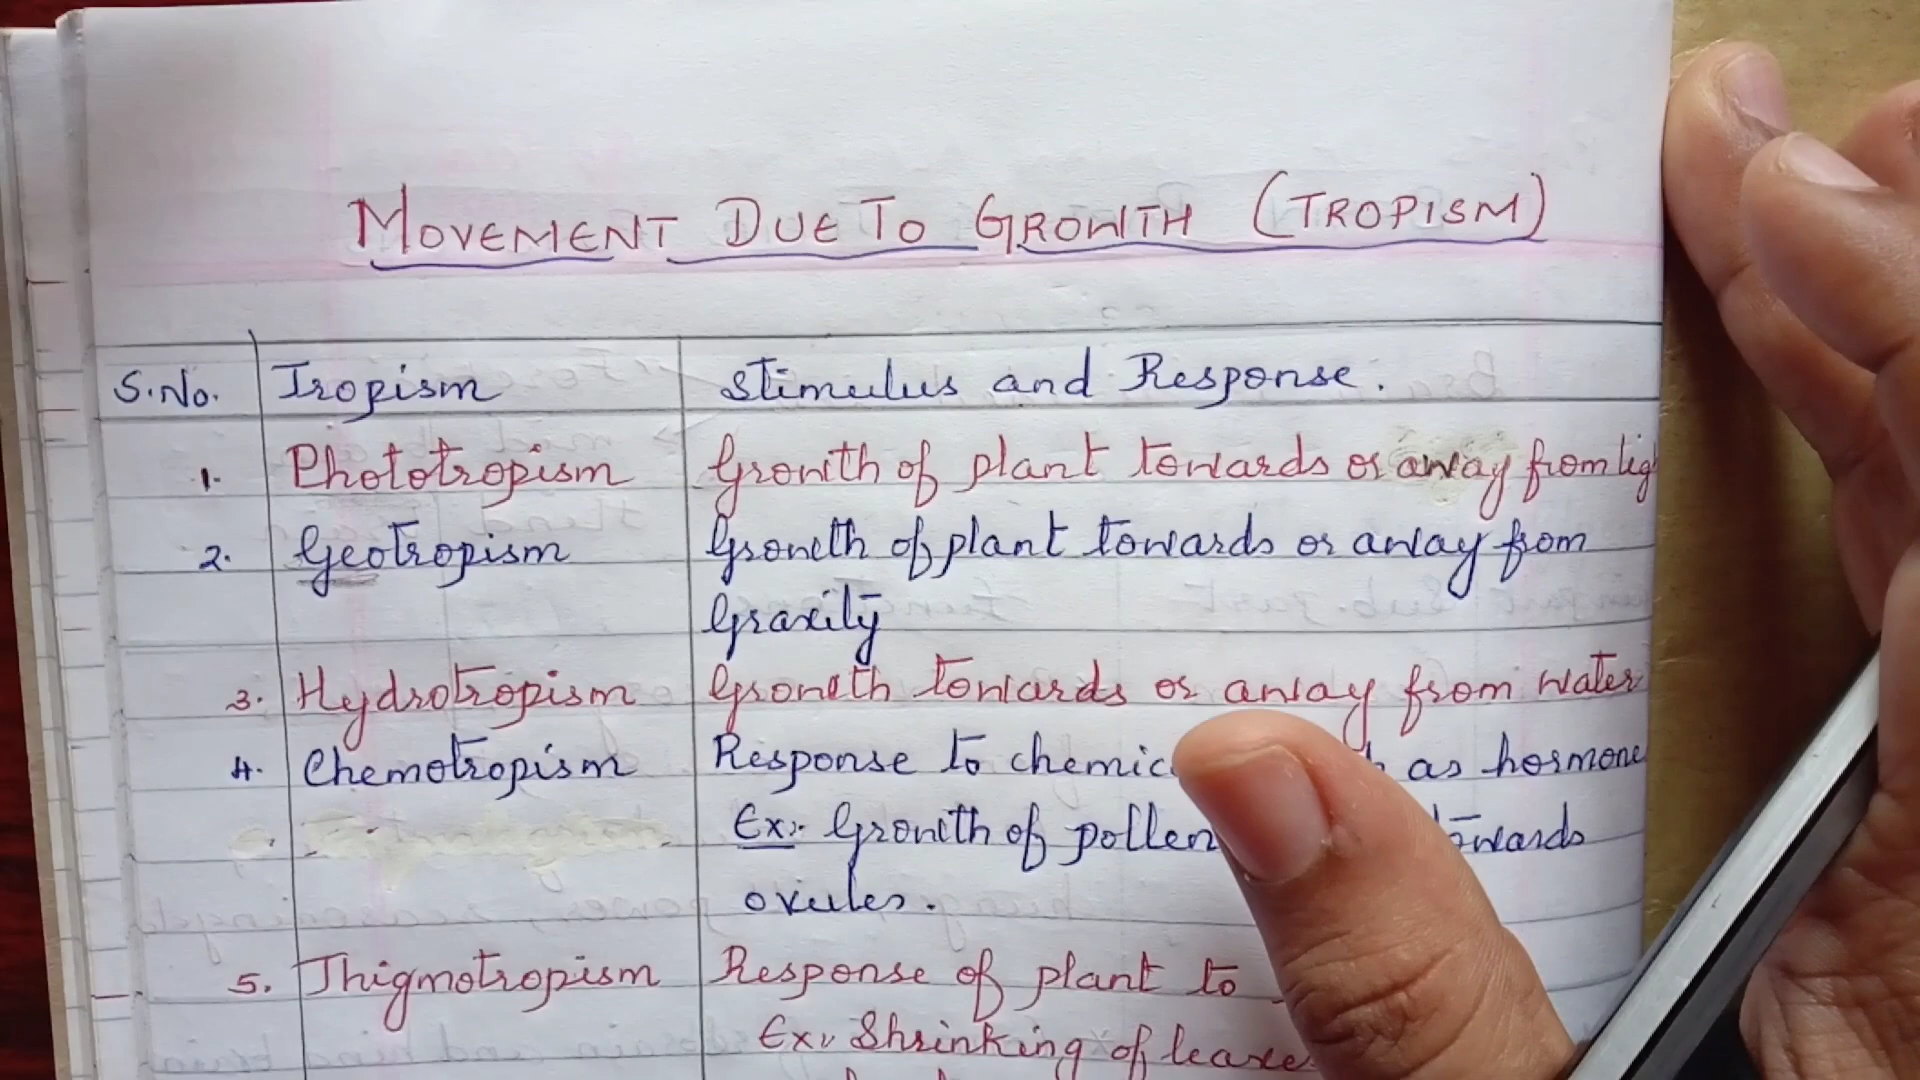 MOVEMENT DUE TO GROWTH (TROPISM)
S.No. Tropism Stimulus and Response.
1. Phototropism Growth of plant towards or away from lig
2. Geotropism Growth of plant towards or away from
Gravity
3. Hydrotropism Growth towards or away from water
4. Chemotropism Response to chemic as hormone
Ex:- Growth of pollen towards
ovules.
5. Thigmotropism Response of plant to
Ex:- Shrinking of leave